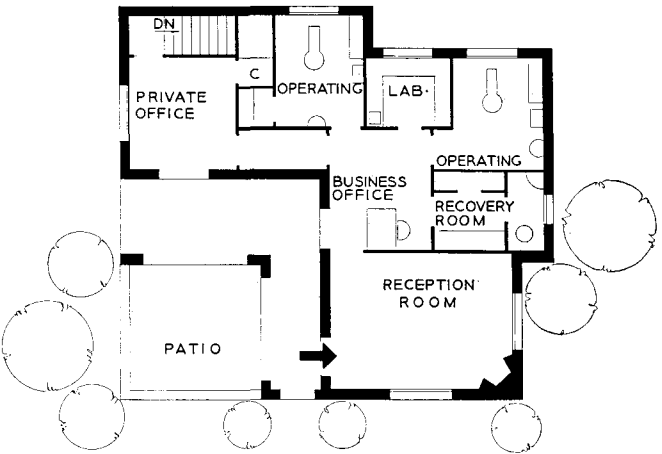 DN
C
OPERATING
LAB.
PRIVATE
OFFICE
OPERATING
BUSINESS
OFFICE
RECOVERY
ROOM
RECEPTION
ROOM
PATIO